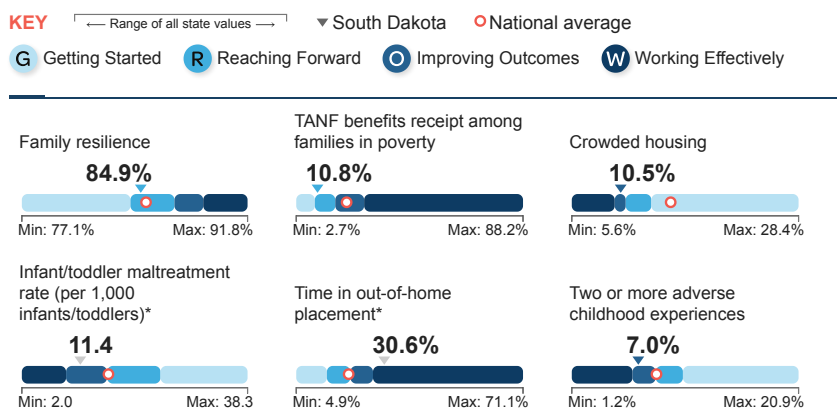 KEY
Range of all state values
South Dakota
National average
G Getting Started
R Reaching Forward
O Improving Outcomes
W Working Effectively
Family resilience
84.9%
Min: 77.1%
Max: 91.8%
TANF benefits receipt among
families in poverty
10.8%
Min: 2.7%
Max: 88.2%
Crowded housing
10.5%
Min: 5.6%
Max: 28.4%
Infant/toddler maltreatment
rate (per 1,000
infants/toddlers)*
11.4
Min: 2.0
Max: 38.3
Time in out-of-home
placement*
30.6%
Min: 4.9%
Max: 71.1%
Two or more adverse
childhood experiences
7.0%
Min: 1.2%
Max: 20.9%